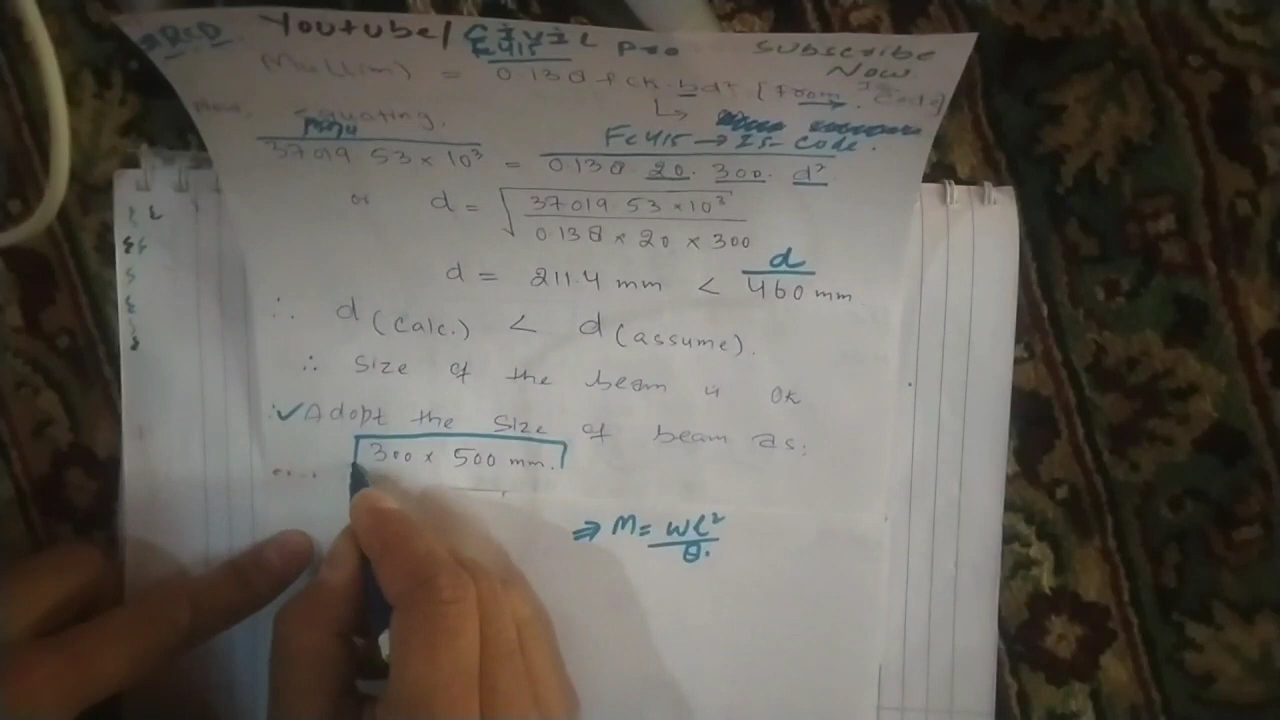 RCD Youtube/ Civil Pro Subscribe Now
Fe415
Mu(lim) = 0.138 fck bd² [From IS Code]
Now, Equating,
Fe415 → IS- Code.
37019 53 × 10³ = 0.138 20. 300. d²
or d = √ 37019 53 × 10³ / 0.138 × 20 × 300
d
d = 211.4 mm < 460 mm
∴ d (calc.) < d (assume).
∴ Size of the beam is OK
∴ ✓ Adopt the Size of beam as:
300 × 500 mm.
⇒ M = WL² / 8.